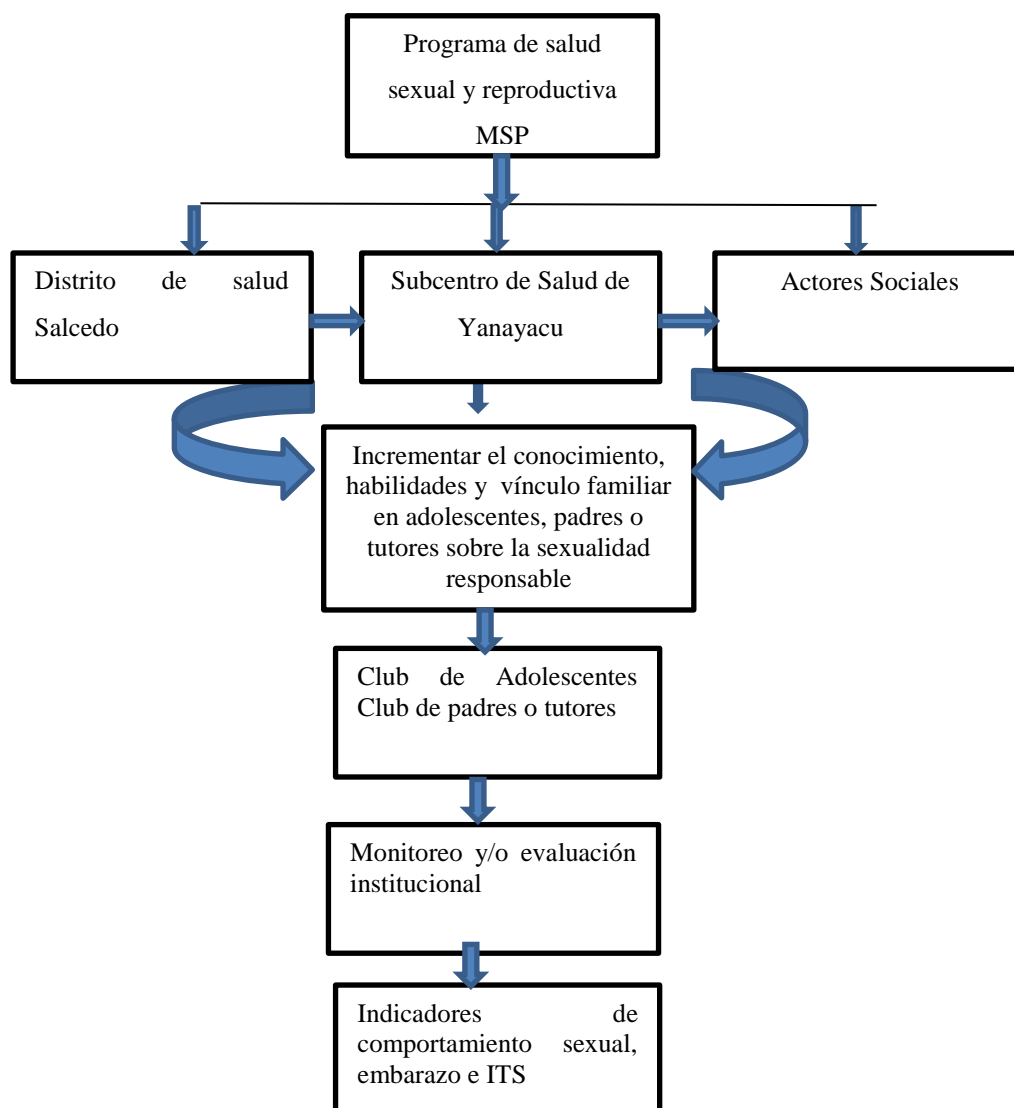 Programa de salud
sexual y reproductiva
MSP
Distrito de salud
Salcedo
Subcentro de Salud de
Yanayacu
Actores Sociales
Incrementar el conocimiento,
habilidades y vínculo familiar
en adolescentes, padres o
tutores sobre la sexualidad
responsable
Club de Adolescentes
Club de padres o tutores
Monitoreo y/o evaluación
institucional
Indicadores de
comportamiento sexual,
embarazo e ITS